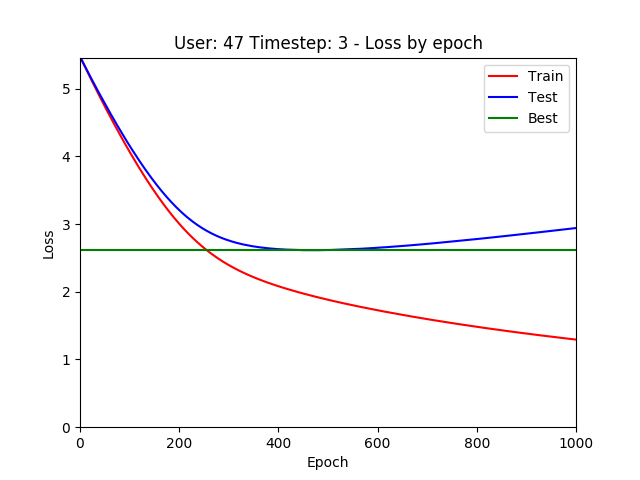 User: 47 Timestep: 3 - Loss by epoch
Train
Test
Best
Loss
5
4
3
2
1
0
0 200 400 600 800 1000
Epoch